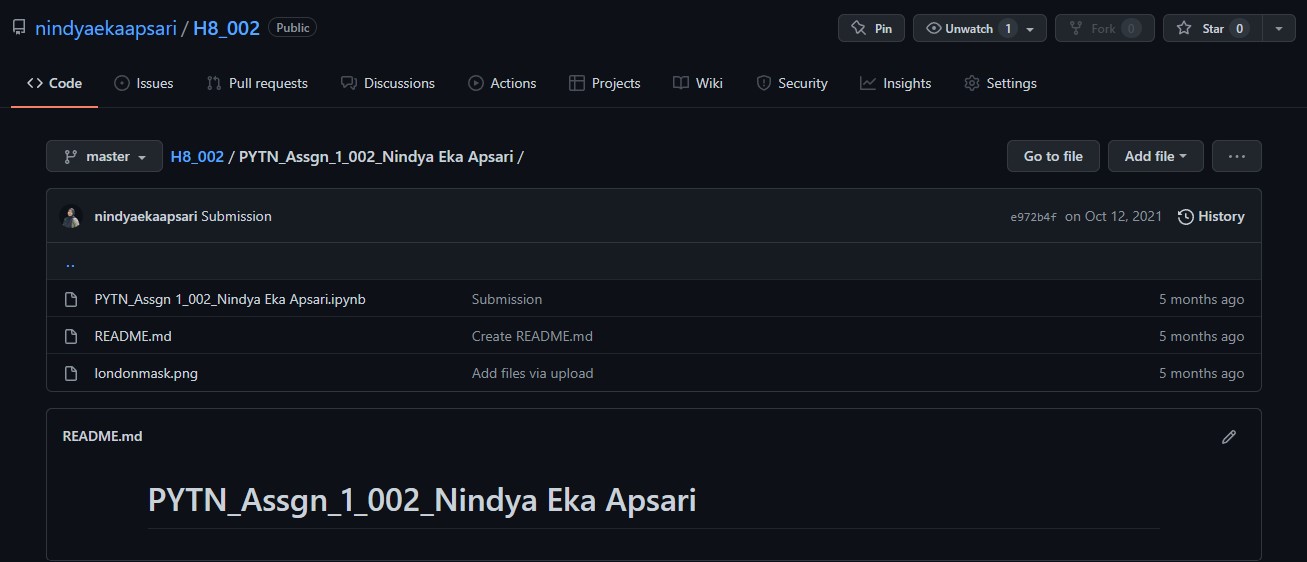 nindyaekaapsari / H8_002 Public Pin Unwatch 1 Fork 0 Star 0
Code Issues Pull requests Discussions Actions Projects Wiki Security Insights Settings
master H8_002 / PYTN_Assgn_1_002_Nindya Eka Apsari / Go to file Add file ...
nindyaekaapsari Submission e972b4f on Oct 12, 2021 History
..
PYTN_Assgn 1_002_Nindya Eka Apsari.ipynb Submission 5 months ago
README.md Create README.md 5 months ago
londonmask.png Add files via upload 5 months ago
README.md
PYTN_Assgn_1_002_Nindya Eka Apsari